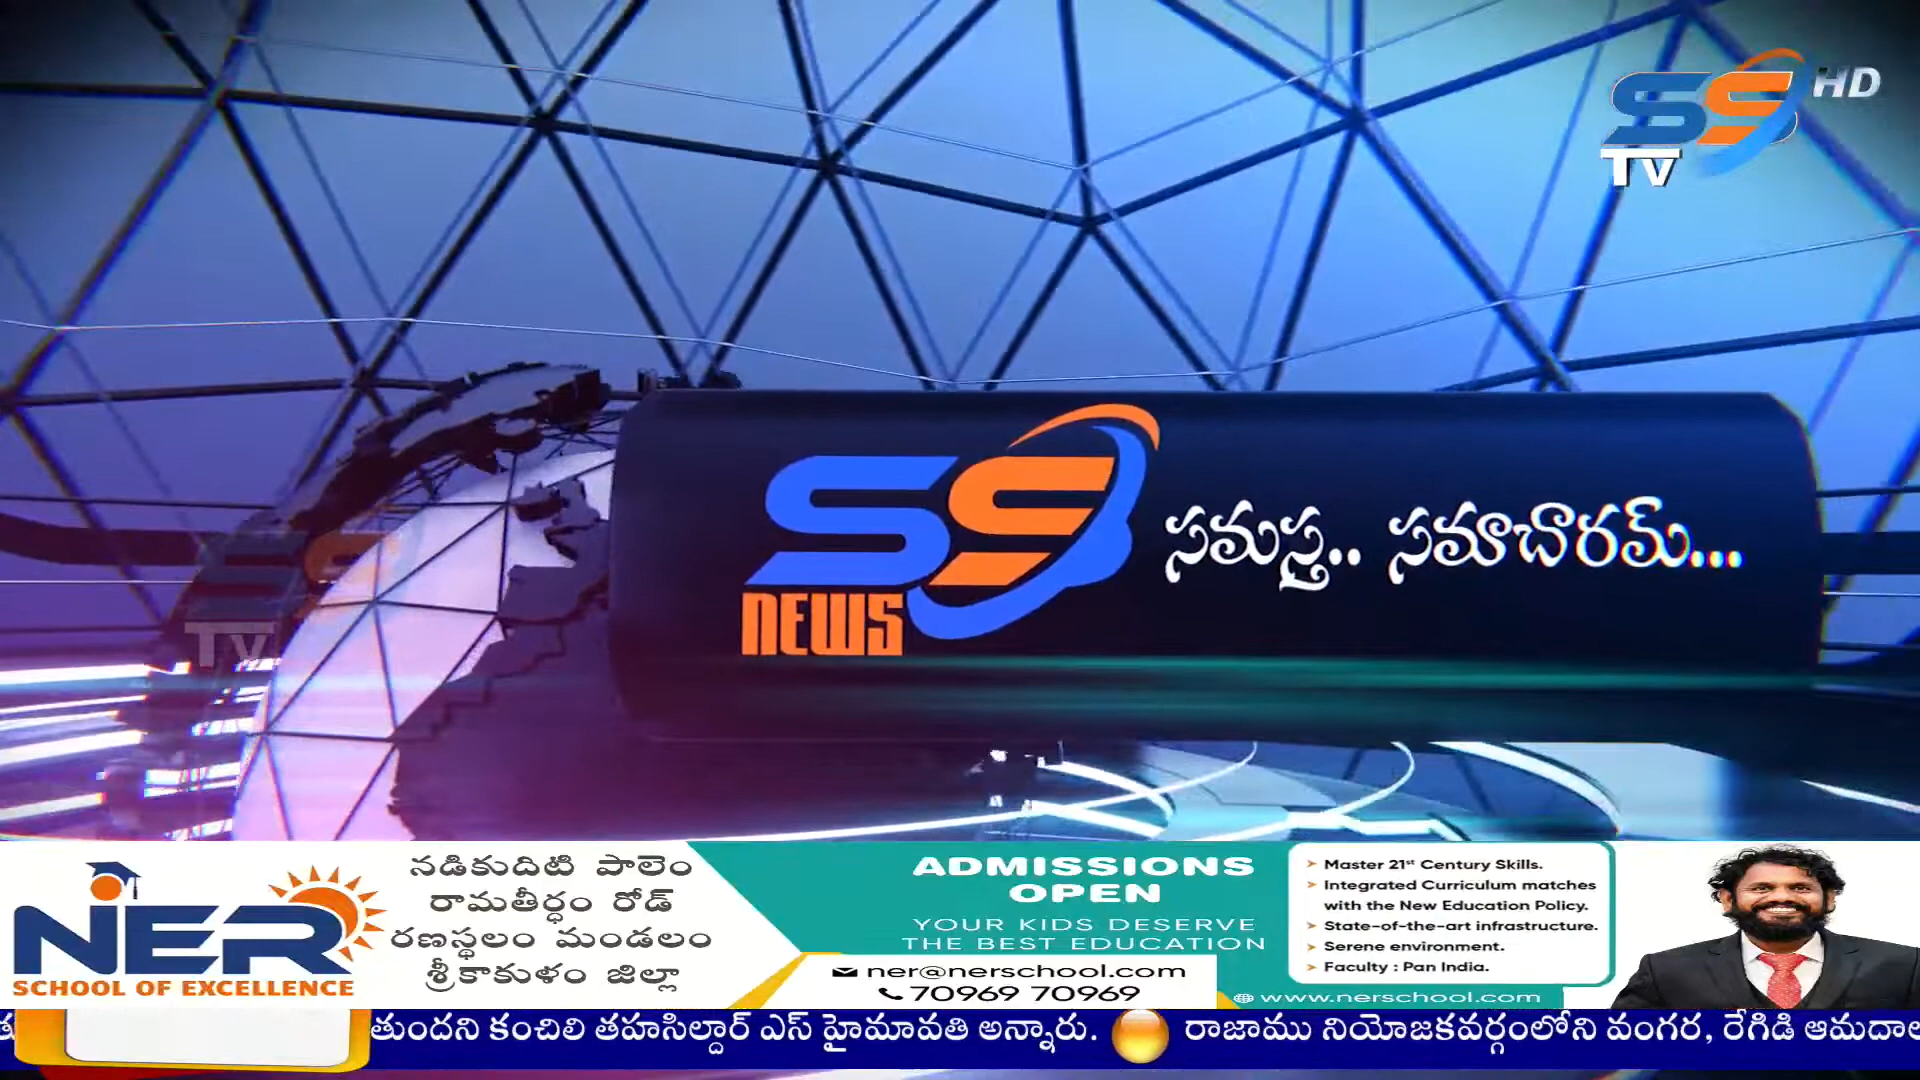 S9 HD
TV
S9 సమస్త.. సమాచారమ్...
NEWS
TV
NER
SCHOOL OF EXCELLENCE
నడికుదిటి పాలెం
రామతీర్ధం రోడ్
రణస్థలం మండలం
శ్రీకాకుళం జిల్లా
ADMISSIONS
OPEN
YOUR KIDS DESERVE
THE BEST EDUCATION
ner@nerschool.com
70969 70969
➤ Master 21st Century Skills.
➤ Integrated Curriculum matches
with the New Education Policy.
➤ State-of-the-art infrastructure.
➤ Serene environment.
➤ Faculty : Pan India.
www.nerschool.com
తుందని కంచిలి తహసిల్దార్ ఎస్ హైమావతి అన్నారు. రాజాము నియోజకవర్గంలోని వంగర, రేగిడి